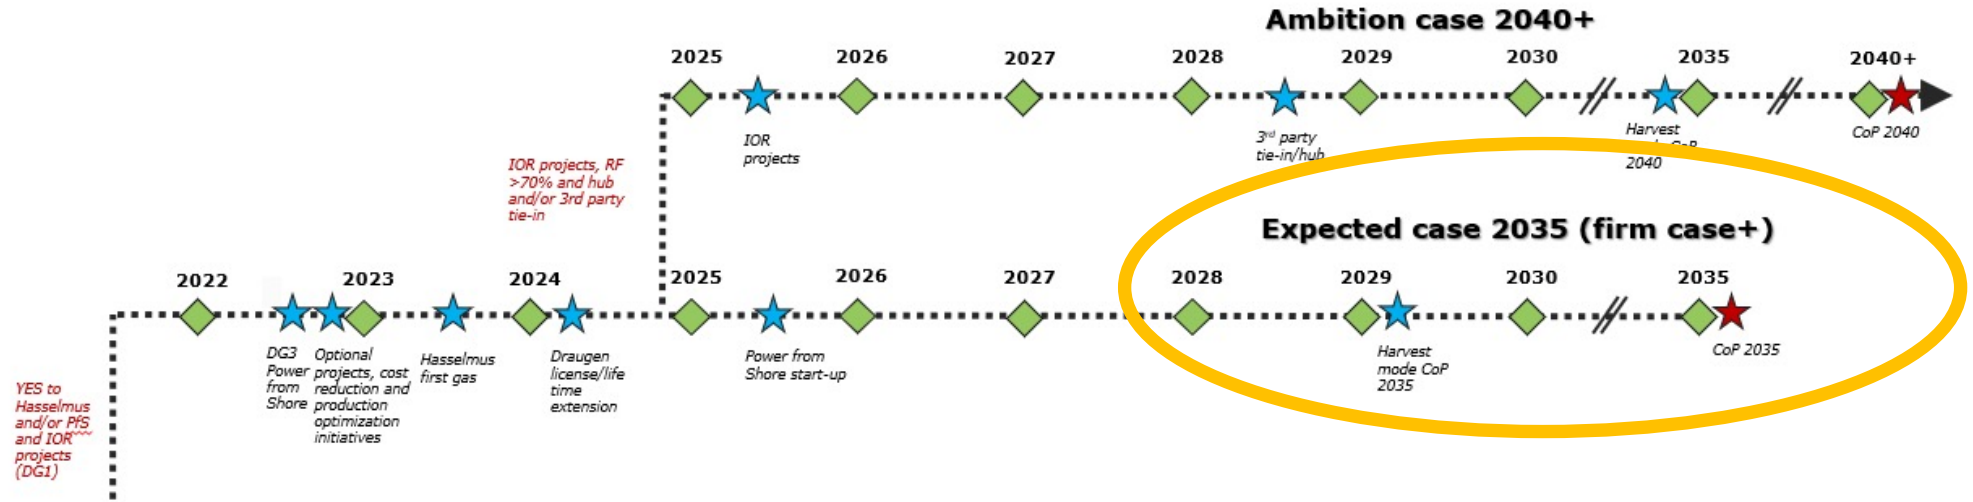 Ambition case 2040+
2025
2026
2027
2028
2029
2030
2035
2040+
IOR
projects
3rd party
tie-in/hub
Harvest
CoP
2040
CoP 2040
IOR projects, RF
>70% and hub
and/or 3rd party
tie-in
Expected case 2035 (firm case+)
2022
2023
2024
2025
2026
2027
2028
2029
2030
2035
DG3
Power
from
Shore
Optional
projects, cost
reduction and
production
optimization
initiatives
Hasselmus
first gas
Draugen
license/life
time
extension
Power from
Shore start-up
Harvest
mode CoP
2035
CoP 2035
YES to
Hasselmus
and/or PfS
and IOR
projects
(DG1)